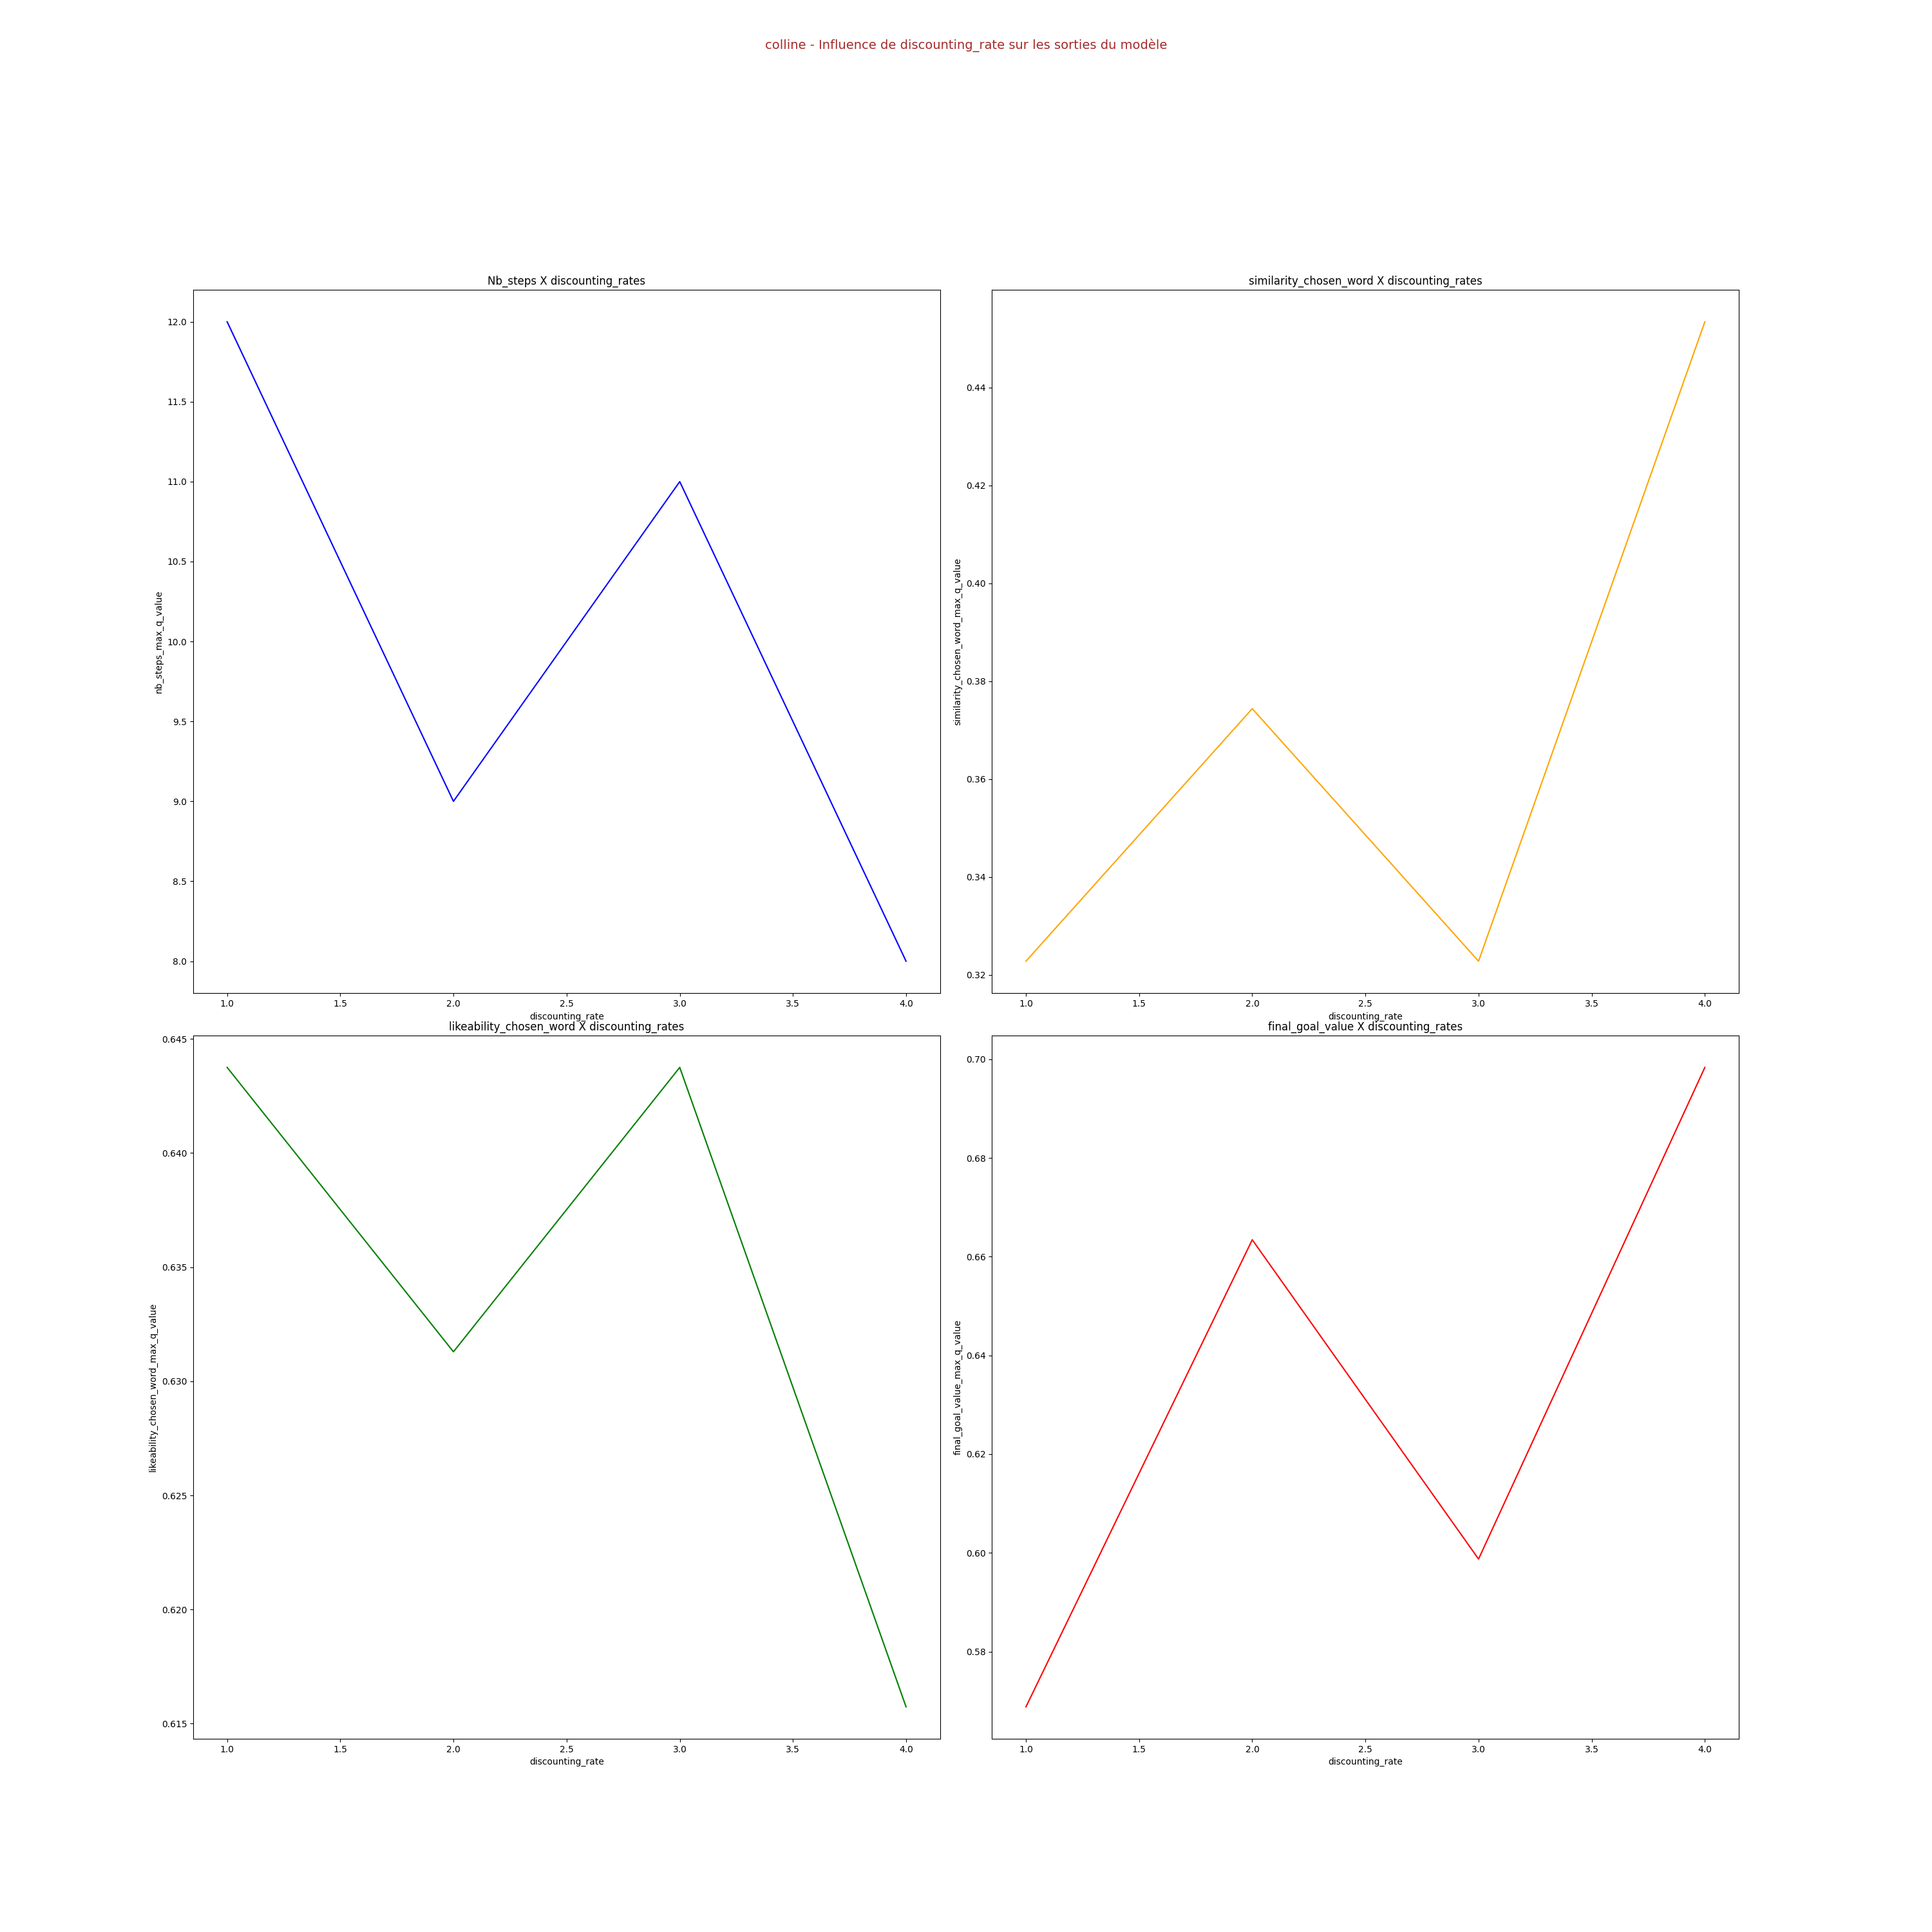 colline - Influence de discounting_rate sur les sorties du modèle
Nb_steps X discounting_rates
12.0
11.5
11.0
10.5
10.0
9.5
9.0
8.5
8.0
nb_steps_max_q_value
1.0 1.5 2.0 2.5 3.0 3.5 4.0
discounting_rate
similarity_chosen_word X discounting_rates
0.44
0.42
0.40
0.38
0.36
0.34
0.32
similarity_chosen_word_max_q_value
1.0 1.5 2.0 2.5 3.0 3.5 4.0
discounting_rate
likeability_chosen_word X discounting_rates
0.645
0.640
0.635
0.630
0.625
0.620
0.615
likeability_chosen_word_max_q_value
1.0 1.5 2.0 2.5 3.0 3.5 4.0
discounting_rate
final_goal_value X discounting_rates
0.70
0.68
0.66
0.64
0.62
0.60
0.58
final_goal_value_max_q_value
1.0 1.5 2.0 2.5 3.0 3.5 4.0
discounting_rate